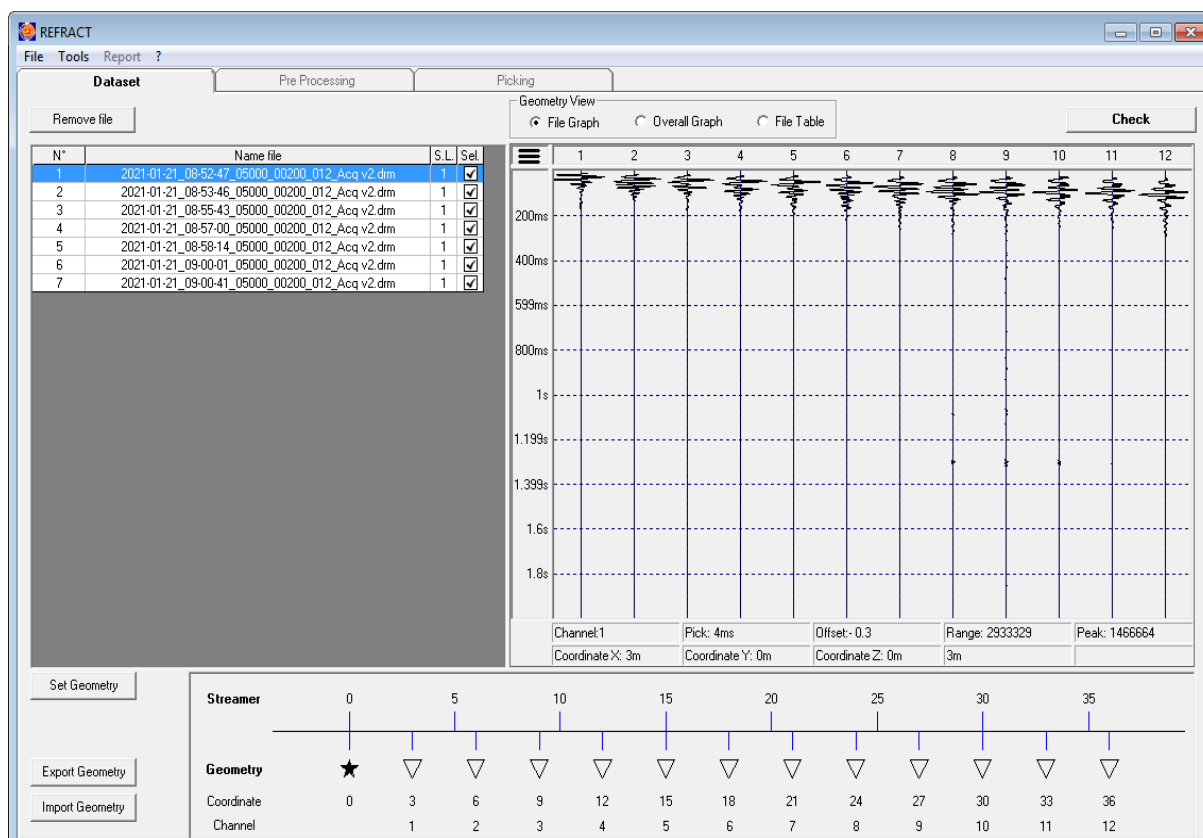 REFRACT
File Tools Report ?
Dataset Pre Processing Picking
Remove file
Geometry View
File Graph Overall Graph File Table
Check
N° Name file S.L. Sel.
1 2021-01-21_08-52-47_05000_00200_012_Acq v2.drm 1
2 2021-01-21_08-53-46_05000_00200_012_Acq v2.drm 1
3 2021-01-21_08-55-43_05000_00200_012_Acq v2.drm 1
4 2021-01-21_08-57-00_05000_00200_012_Acq v2.drm 1
5 2021-01-21_08-58-14_05000_00200_012_Acq v2.drm 1
6 2021-01-21_09-00-01_05000_00200_012_Acq v2.drm 1
7 2021-01-21_09-00-41_05000_00200_012_Acq v2.drm 1
1 2 3 4 5 6 7 8 9 10 11 12
200ms
400ms
599ms
800ms
1s
1.199s
1.399s
1.6s
1.8s
Channel:1 Pick: 4ms Offset:- 0.3 Range: 2933329 Peak: 1466664
Coordinate X: 3m Coordinate Y: 0m Coordinate Z: 0m 3m
Set Geometry
Export Geometry
Import Geometry
Streamer 0 5 10 15 20 25 30 35
Geometry
Coordinate 0 3 6 9 12 15 18 21 24 27 30 33 36
Channel 1 2 3 4 5 6 7 8 9 10 11 12